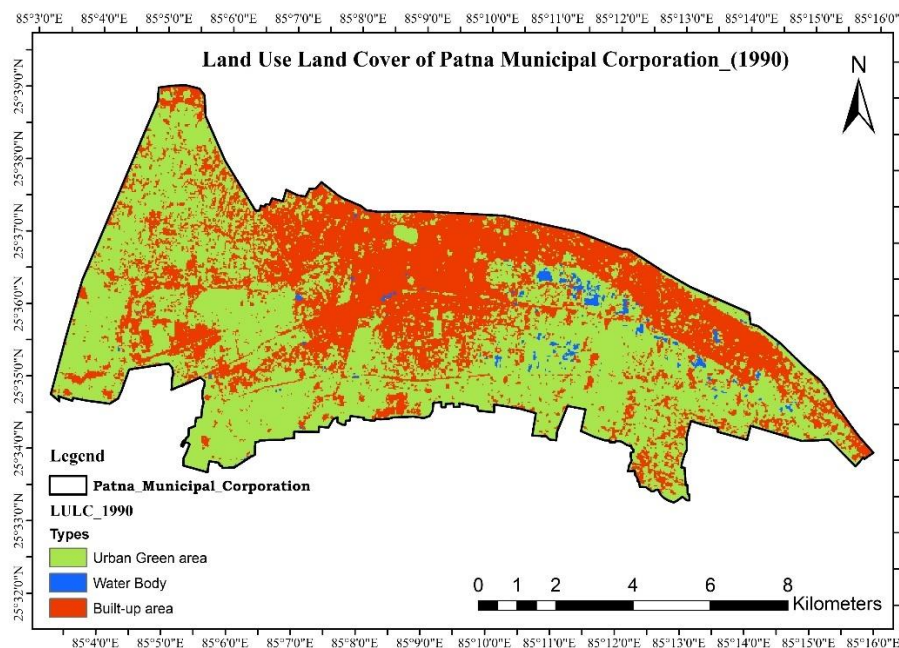 85°3'30"E 85°4'0"E 85°5'0"E 85°6'0"E 85°7'0"E 85°8'0"E 85°9'0"E 85°10'0"E 85°11'0"E 85°12'0"E 85°13'0"E 85°14'0"E 85°15'0"E 85°16'0"E
Land Use Land Cover of Patna Municipal Corporation_(1990)
N
25°39'0"N
25°38'0"N
25°37'0"N
25°36'0"N
25°35'0"N
25°34'0"N
25°33'0"N
25°32'0"N
Legend
Patna_Municipal_Corporation
LULC_1990
Types
Urban Green area
Water Body
Built-up area
0 1 2 4 6 8
Kilometers
85°4'0"E 85°5'0"E 85°6'0"E 85°7'0"E 85°8'0"E 85°9'0"E 85°10'0"E 85°11'0"E 85°12'0"E 85°13'0"E 85°14'0"E 85°15'0"E 85°16'0"E